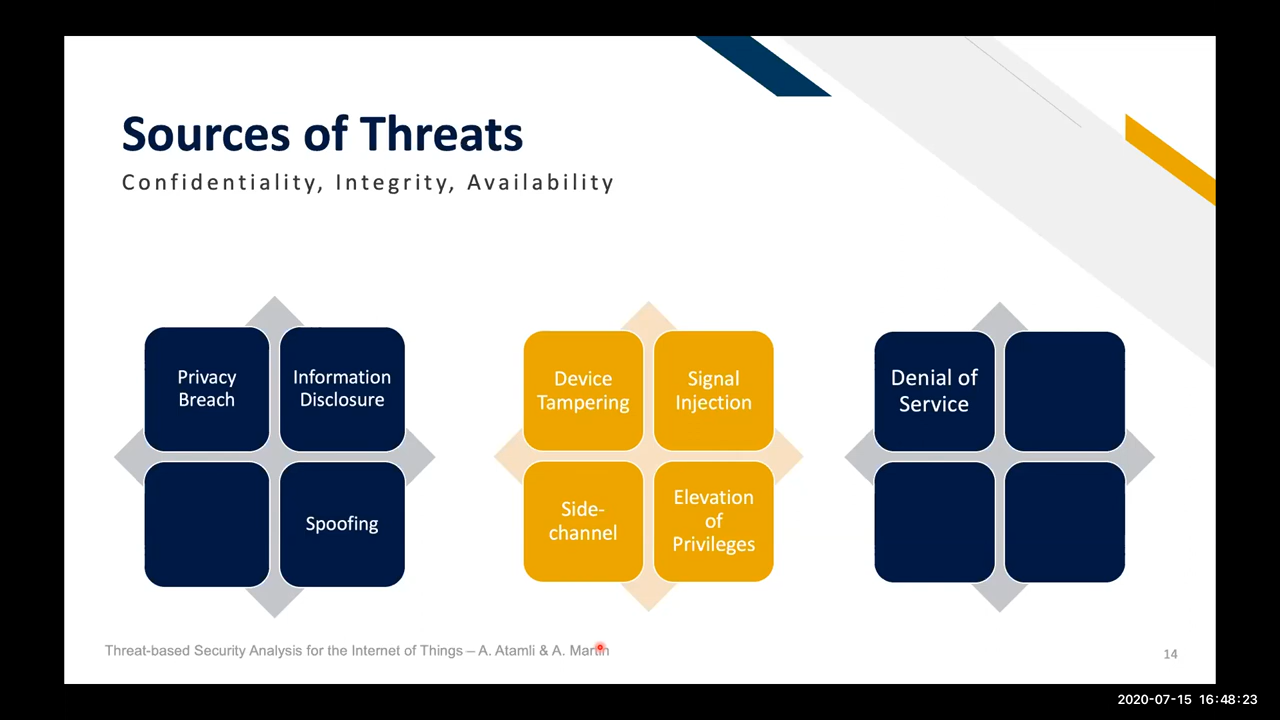 Sources of Threats
Confidentiality, Integrity, Availability
Privacy
Breach
Information
Disclosure
Spoofing
Device
Tampering
Signal
Injection
Side-
channel
Elevation
of
Privileges
Denial of
Service
Threat-based Security Analysis for the Internet of Things – A. Atamli & A. Martin
14
2020-07-15 16:48:23